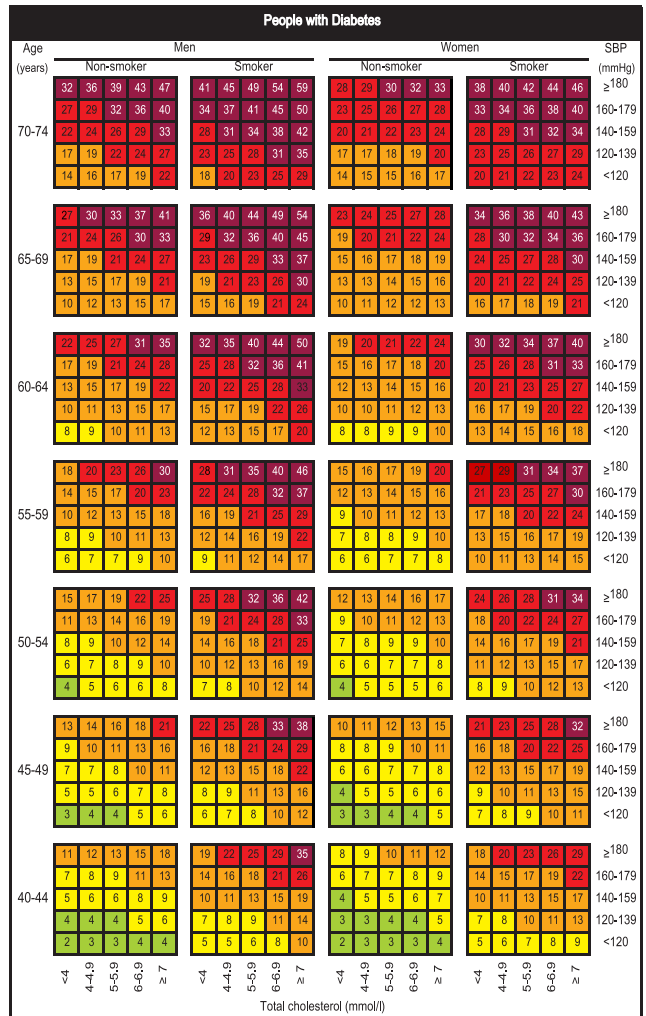 People with Diabetes
Age Men Women SBP
(years) Non-smoker Smoker Non-smoker Smoker (mmHg)
32 36 39 43 47 41 45 49 54 59 28 29 30 32 33 38 40 42 44 46 ≥180
27 29 32 36 40 34 37 41 45 50 23 25 26 27 28 33 34 36 38 40 160-179
70-74 22 24 26 29 33 28 31 34 38 42 20 21 22 23 24 28 29 31 32 34 140-159
17 19 22 24 27 23 25 28 31 35 17 17 18 19 20 23 25 26 27 29 120-139
14 16 17 19 22 18 20 23 25 29 14 15 15 16 17 20 21 22 23 24 <120
27 30 33 37 41 36 40 44 49 54 23 24 25 27 28 34 36 38 40 43 ≥180
21 24 26 30 33 29 32 36 40 45 19 20 21 22 24 28 30 32 34 36 160-179
65-69 17 19 21 24 27 23 26 29 33 37 15 16 17 18 19 24 25 27 28 30 140-159
13 15 17 19 21 19 21 23 26 30 13 13 14 15 16 20 21 22 24 25 120-139
10 12 13 15 17 15 16 19 21 24 10 11 12 12 13 16 17 18 19 21 <120
22 25 27 31 35 32 35 40 44 50 19 20 21 22 24 30 32 34 37 40 ≥180
17 19 21 24 28 25 28 32 36 41 15 16 17 18 20 25 26 28 31 33 160-179
60-64 13 15 17 19 22 20 22 25 28 33 12 13 14 15 16 20 21 23 25 27 140-159
10 11 13 15 17 15 17 19 22 26 10 10 11 12 13 16 17 19 20 22 120-139
8 9 10 11 13 12 13 15 17 20 8 8 9 9 10 13 14 15 16 18 <120
18 20 23 26 30 28 31 35 40 46 15 16 17 19 20 27 29 31 34 37 ≥180
14 15 17 20 23 22 24 28 32 37 12 13 14 15 16 21 23 25 27 30 160-179
55-59 10 12 13 15 18 16 19 21 25 29 9 10 11 12 13 17 18 20 22 24 140-159
8 9 10 12 13 12 14 16 19 22 7 8 8 9 10 13 15 16 17 19 120-139
6 7 7 9 10 9 11 12 14 17 6 6 7 7 8 10 11 13 14 15 <120
15 17 19 22 25 25 28 32 36 42 12 13 14 16 17 24 26 28 31 34 ≥180
11 13 14 16 19 19 21 24 28 33 9 10 11 12 13 18 20 22 24 27 160-179
50-54 8 9 10 12 14 14 16 18 21 25 7 8 9 9 10 14 16 17 19 21 140-159
6 7 8 9 10 10 12 13 16 19 6 6 7 7 8 11 12 13 15 17 120-139
4 5 6 6 8 7 8 10 12 14 4 5 5 5 6 8 9 10 12 13 <120
13 14 16 18 21 22 25 28 33 38 10 11 12 13 15 21 23 25 28 32 ≥180
9 10 11 13 16 16 18 21 24 29 8 8 9 10 11 16 18 20 22 25 160-179
45-49 7 7 8 10 11 12 13 15 18 22 6 6 7 8 8 12 13 15 17 19 140-159
5 5 6 7 8 8 9 11 13 16 4 5 5 6 6 9 10 11 13 15 120-139
3 4 4 5 6 6 7 8 10 12 3 3 4 4 5 7 8 9 10 11 <120
11 12 13 15 18 19 22 25 29 35 8 9 10 11 12 18 20 23 26 29 ≥180
7 8 9 11 13 14 16 18 21 26 6 7 7 8 9 14 15 17 19 22 160-179
40-44 5 6 6 8 9 10 11 13 15 19 4 5 5 6 7 10 11 13 15 17 140-159
4 4 4 5 6 7 8 9 11 14 3 3 4 4 5 7 8 10 11 13 120-139
2 3 3 4 4 5 5 6 8 10 2 3 3 3 4 5 6 7 8 9 <120
<4 4-4.9 5-5.9 6-6.9 ≥ 7 <4 4-4.9 5-5.9 6-6.9 ≥ 7 <4 4-4.9 5-5.9 6-6.9 ≥ 7 <4 4-4.9 5-5.9 6-6.9 ≥ 7
Total cholesterol (mmol/l)